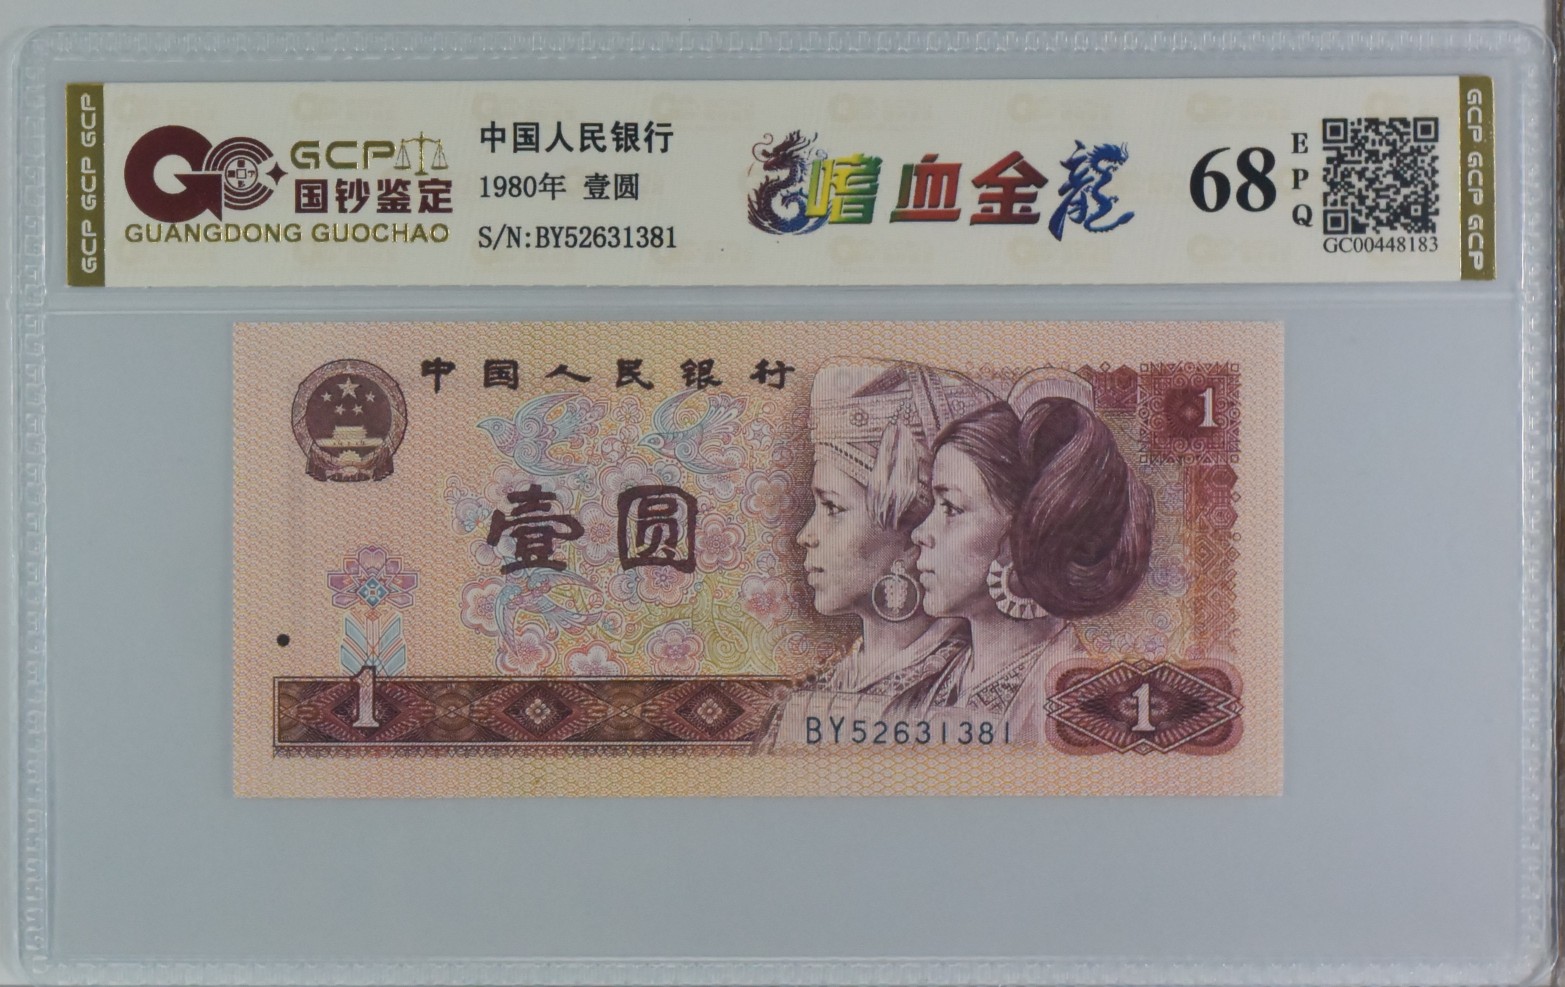 GCP GCP GCP
GCP
国钞鉴定
GUANGDONG GUOCHAO
中国人民银行
1980年 壹圆
S/N:BY52631381
嗜血金龍
68
EPQ
GC00448183
GCP GCP GCP
中国人民银行
1
壹圆
1
BY52631381
1